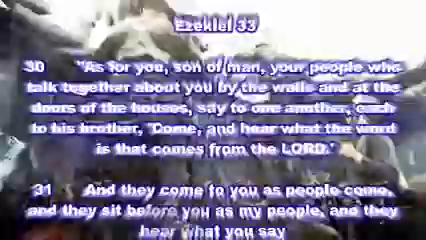 Ezekiel 33
30 "As for you, son of man, your people who
talk together about you by the walls and at the
doors of the houses, say to one another, each
to his brother, 'Come, and hear what the word
is that comes from the LORD.'
31 And they come to you as people come,
and they sit before you as my people, and they
hear what you say